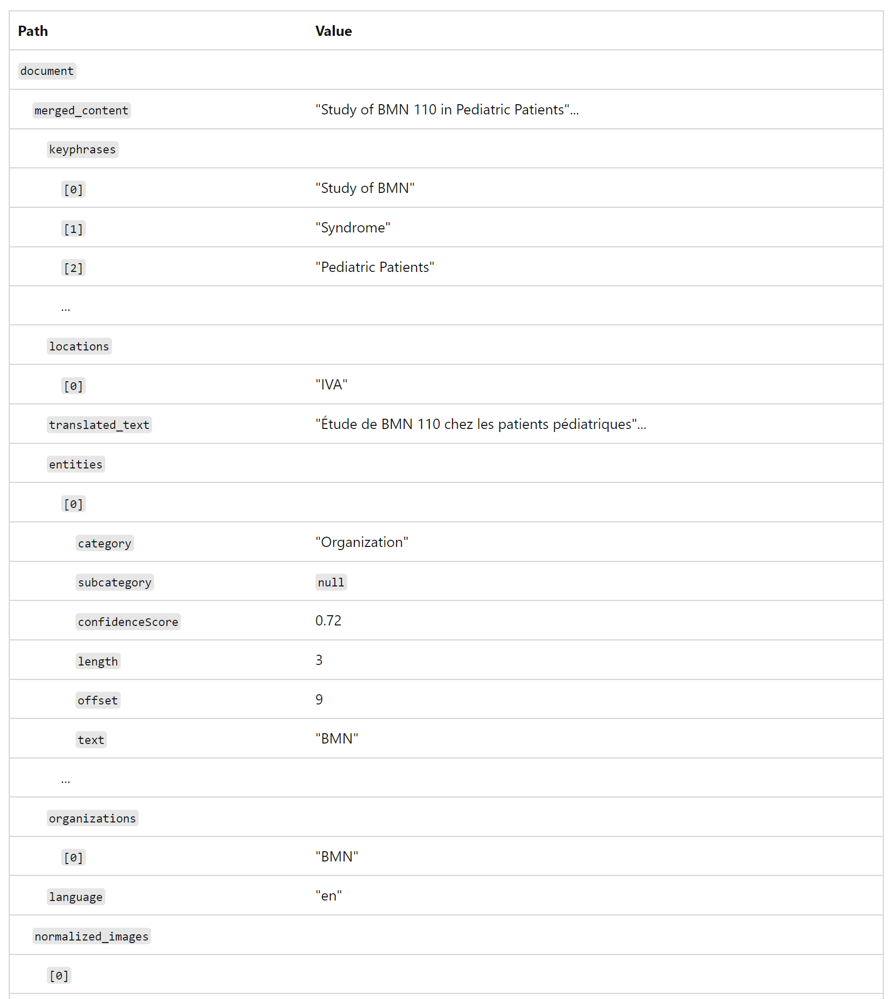 Path Value
document
merged_content "Study of BMN 110 in Pediatric Patients"...
keyphrases
[0] "Study of BMN"
[1] "Syndrome"
[2] "Pediatric Patients"
...
locations
[0] "IVA"
translated_text "Étude de BMN 110 chez les patients pédiatriques"...
entities
[0]
category "Organization"
subcategory null
confidenceScore 0.72
length 3
offset 9
text "BMN"
...
organizations
[0] "BMN"
language "en"
normalized_images
[0]